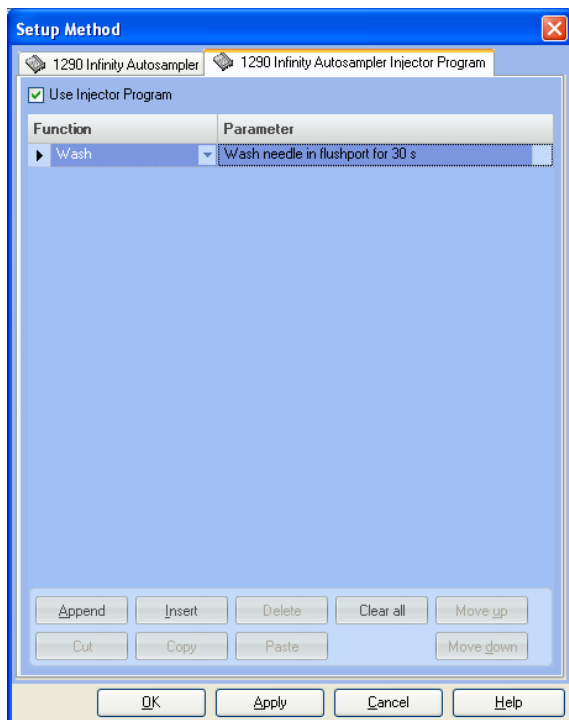 Setup Method
1290 Infinity Autosampler 1290 Infinity Autosampler Injector Program
Use Injector Program
Function Parameter
Wash Wash needle in flushport for 30 s
Append Insert Delete Clear all Move up
Cut Copy Paste Move down
OK Apply Cancel Help